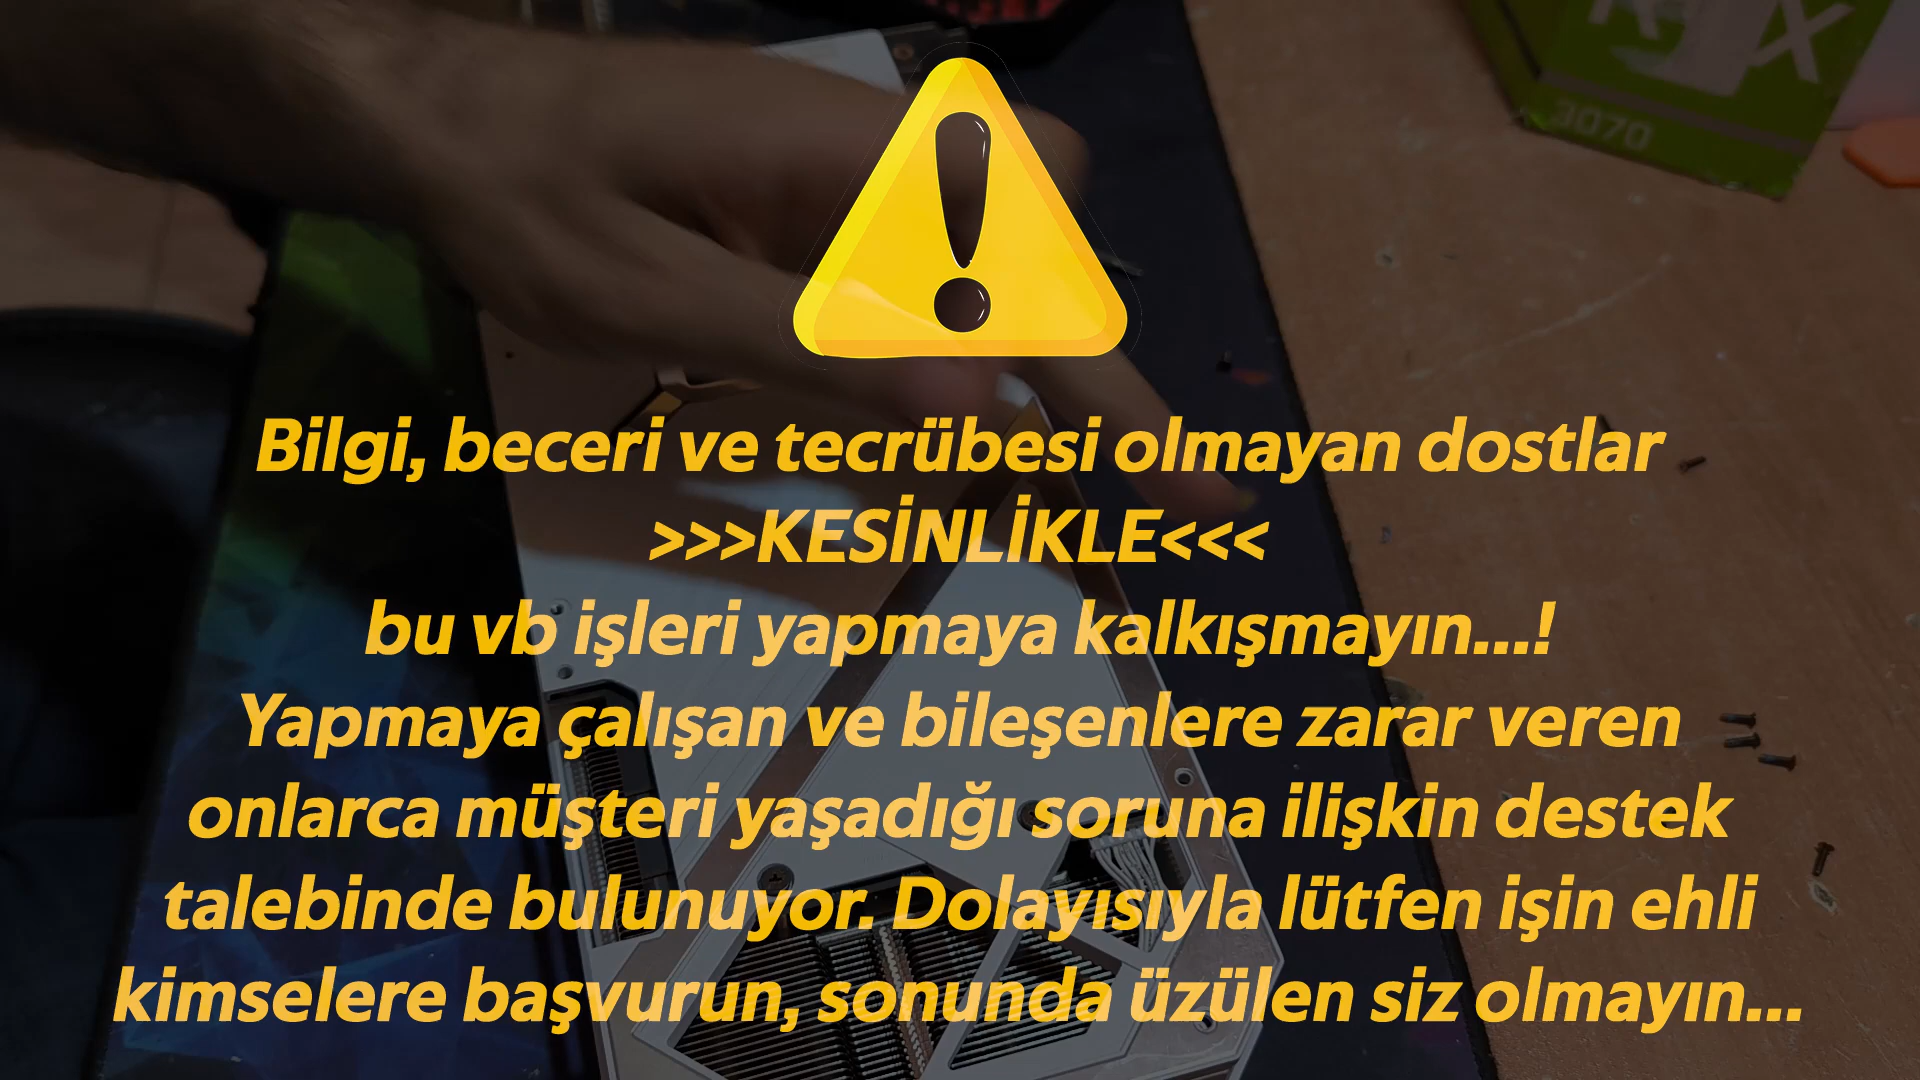 RTX
3070
Bilgi, beceri ve tecrübesi olmayan dostlar
>>>KESİNLİKLE<<<
bu vb işleri yapmaya kalkışmayın...!
Yapmaya çalışan ve bileşenlere zarar veren
onlarca müşteri yaşadığı soruna ilişkin destek
talebinde bulunuyor. Dolayısıyla lütfen işin ehli
kimselere başvurun, sonunda üzülen siz olmayın...